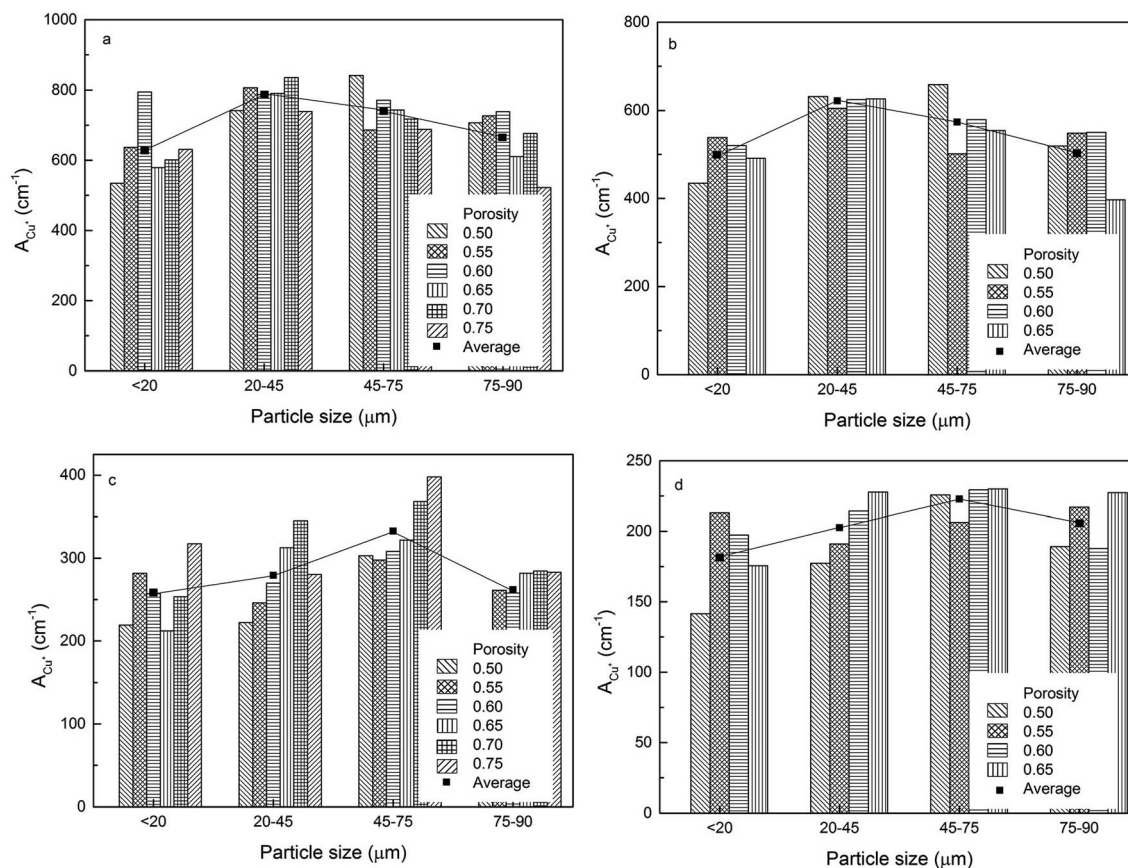 a
1000
800
600
400
200
0
A_Cu⁺ (cm⁻¹)
Porosity
0.50
0.55
0.60
0.65
0.70
0.75
Average
<20 20-45 45-75 75-90
Particle size (μm)
b
800
600
400
200
0
A_Cu⁺ (cm⁻¹)
Porosity
0.50
0.55
0.60
0.65
Average
<20 20-45 45-75 75-90
Particle size (μm)
c
400
300
200
100
0
A_Cu⁺ (cm⁻¹)
Porosity
0.50
0.55
0.60
0.65
0.70
0.75
Average
<20 20-45 45-75 75-90
Particle size (μm)
d
250
200
150
100
50
0
A_Cu⁺ (cm⁻¹)
Porosity
0.50
0.55
0.60
0.65
Average
<20 20-45 45-75 75-90
Particle size (μm)